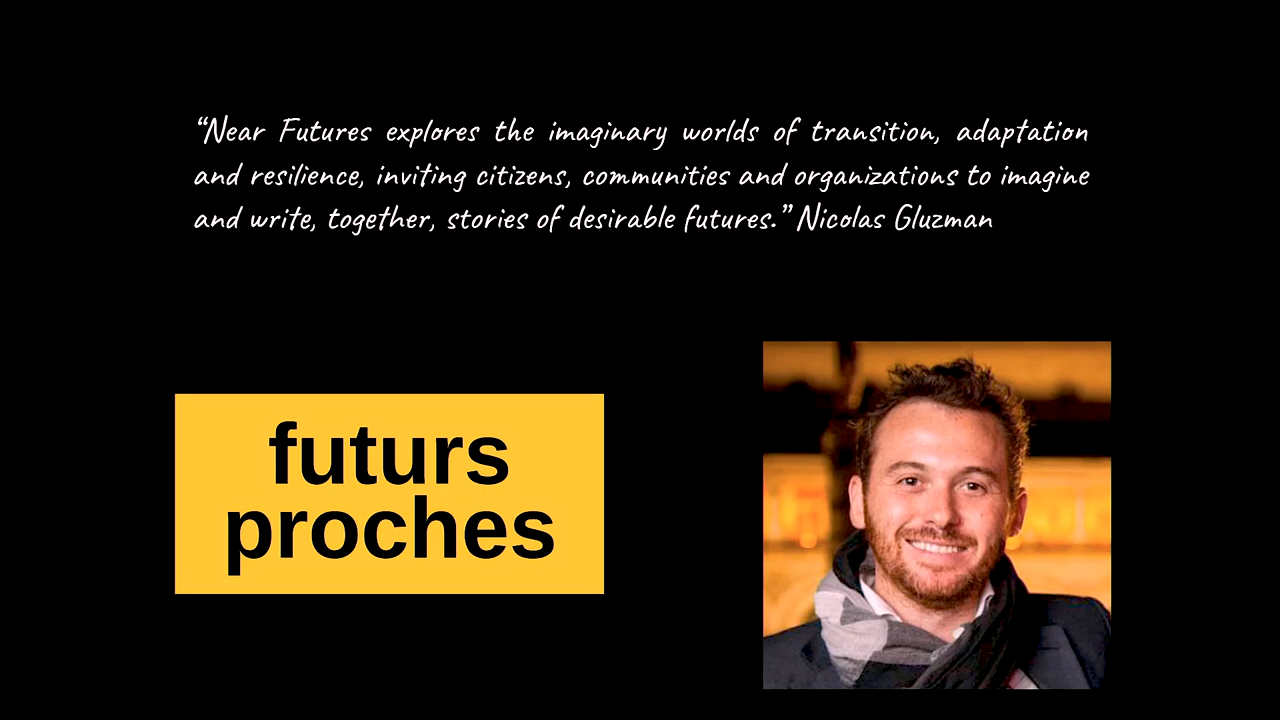 “Near Futures explores the imaginary worlds of transition, adaptation
and resilience, inviting citizens, communities and organizations to imagine
and write, together, stories of desirable futures.” Nicolas Gluzman
futurs
proches